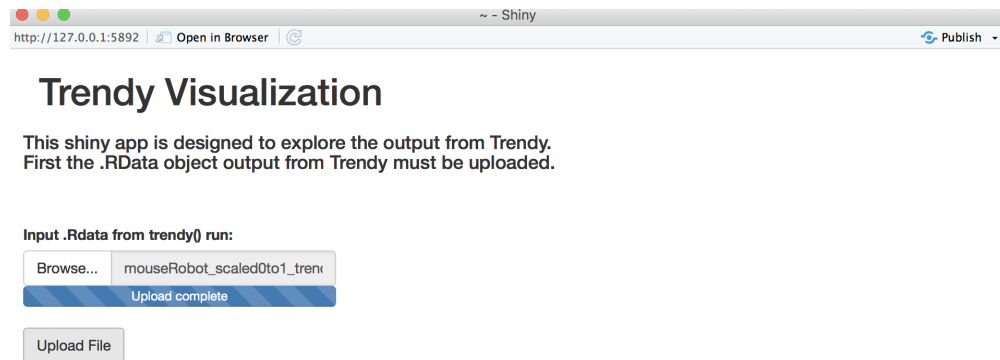 ~ - Shiny
http://127.0.0.1:5892 Open in Browser Publish
Trendy Visualization
This shiny app is designed to explore the output from Trendy.
First the .RData object output from Trendy must be uploaded.
Input .Rdata from trendy() run:
Browse... mouseRobot_scaled0to1_tren
Upload complete
Upload File